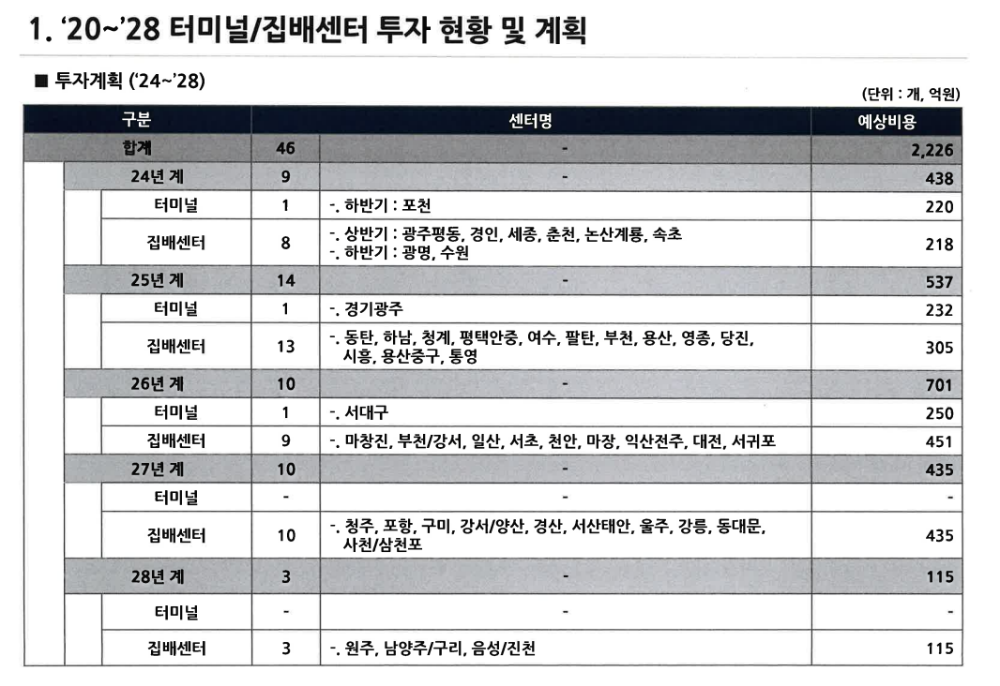 1. ‘20~’28 터미널/집배센터 투자 현황 및 계획
■ 투자계획 (‘24~’28)
(단위 : 개, 억원)
구분 센터명 예상비용
합계 46 - 2,226
24년 계 9 - 438
터미널 1 -. 하반기 : 포천 220
집배센터 8 -. 상반기 : 광주평동, 경인, 세종, 춘천, 논산계룡, 속초 218
-. 하반기 : 광명, 수원
25년 계 14 - 537
터미널 1 -. 경기광주 232
집배센터 13 -. 동탄, 하남, 청계, 평택안중, 여수, 팔탄, 부천, 용산, 영종, 당진, 305
시흥, 용산중구, 통영
26년 계 10 - 701
터미널 1 -. 서대구 250
집배센터 9 -. 마창진, 부천/강서, 일산, 서초, 천안, 마장, 익산전주, 대전, 서귀포 451
27년 계 10 - 435
터미널 - - -
집배센터 10 -. 청주, 포항, 구미, 강서/양산, 경산, 서산태안, 울주, 강릉, 동대문, 435
사천/삼천포
28년 계 3 - 115
터미널 - - -
집배센터 3 -. 원주, 남양주/구리, 음성/진천 115